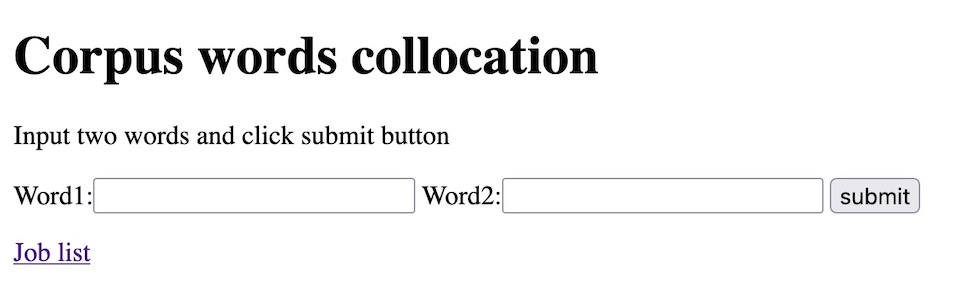 Corpus words collocation
Input two words and click submit button
Word1: Word2: submit
Job list